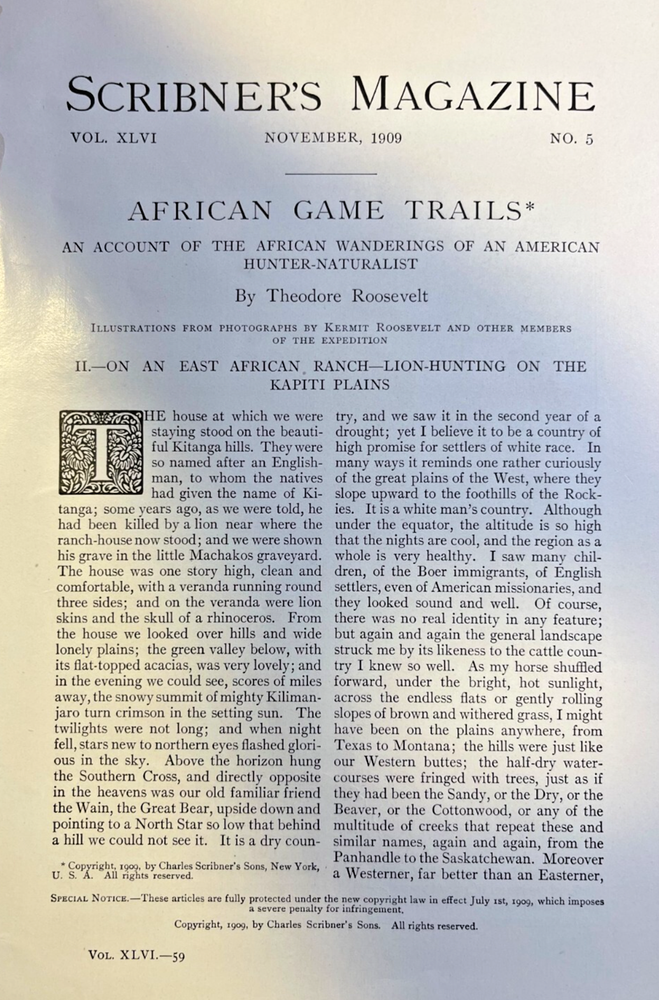 SCRIBNER'S MAGAZINE
VOL. XLVI NOVEMBER, 1909 NO. 5
AFRICAN GAME TRAILS*
AN ACCOUNT OF THE AFRICAN WANDERINGS OF AN AMERICAN
HUNTER-NATURALIST
By Theodore Roosevelt
ILLUSTRATIONS FROM PHOTOGRAPHS BY KERMIT ROOSEVELT AND OTHER MEMBERS
OF THE EXPEDITION
II.—ON AN EAST AFRICAN RANCH—LION-HUNTING ON THE
KAPITI PLAINS
THE house at which we were
staying stood on the beauti-
ful Kitanga hills. They were
so named after an English-
man, to whom the natives
had given the name of Ki-
tanga; some years ago, as we were told, he
had been killed by a lion near where the
ranch-house now stood; and we were shown
his grave in the little Machakos graveyard.
The house was one story high, clean and
comfortable, with a veranda running round
three sides; and on the veranda were lion
skins and the skull of a rhinoceros. From
the house we looked over hills and wide
lonely plains; the green valley below, with
its flat-topped acacias, was very lovely; and
in the evening we could see, scores of miles
away, the snowy summit of mighty Kiliman-
jaro turn crimson in the setting sun. The
twilights were not long; and when night
fell, stars new to northern eyes flashed glori-
ous in the sky. Above the horizon hung
the Southern Cross, and directly opposite
in the heavens was our old familiar friend
the Wain, the Great Bear, upside down and
pointing to a North Star so low that behind
a hill we could not see it. It is a dry coun-
* Copyright, 1909, by Charles Scribner's Sons, New York,
U. S. A. All rights reserved.
try, and we saw it in the second year of a
drought; yet I believe it to be a country of
high promise for settlers of white race. In
many ways it reminds one rather curiously
of the great plains of the West, where they
slope upward to the foothills of the Rock-
ies. It is a white man's country. Although
under the equator, the altitude is so high
that the nights are cool, and the region as a
whole is very healthy. I saw many chil-
dren, of the Boer immigrants, of English
settlers, even of American missionaries, and
they looked sound and well. Of course,
there was no real identity in any feature;
but again and again the general landscape
struck me by its likeness to the cattle coun-
try I knew so well. As my horse shuffled
forward, under the bright, hot sunlight,
across the endless flats or gently rolling
slopes of brown and withered grass, I might
have been on the plains anywhere, from
Texas to Montana; the hills were just like
our Western buttes; the half-dry water-
courses were fringed with trees, just as if
they had been the Sandy, or the Dry, or the
Beaver, or the Cottonwood, or any of the
multitude of creeks that repeat these and
similar names, again and again, from the
Panhandle to the Saskatchewan. Moreover
a Westerner, far better than an Easterner,
SPECIAL NOTICE.—These articles are fully protected under the new copyright law in effect July 1st, 1909, which imposes
a severe penalty for infringement.
Copyright, 1909, by Charles Scribner's Sons. All rights reserved.
VOL. XLVI.—59